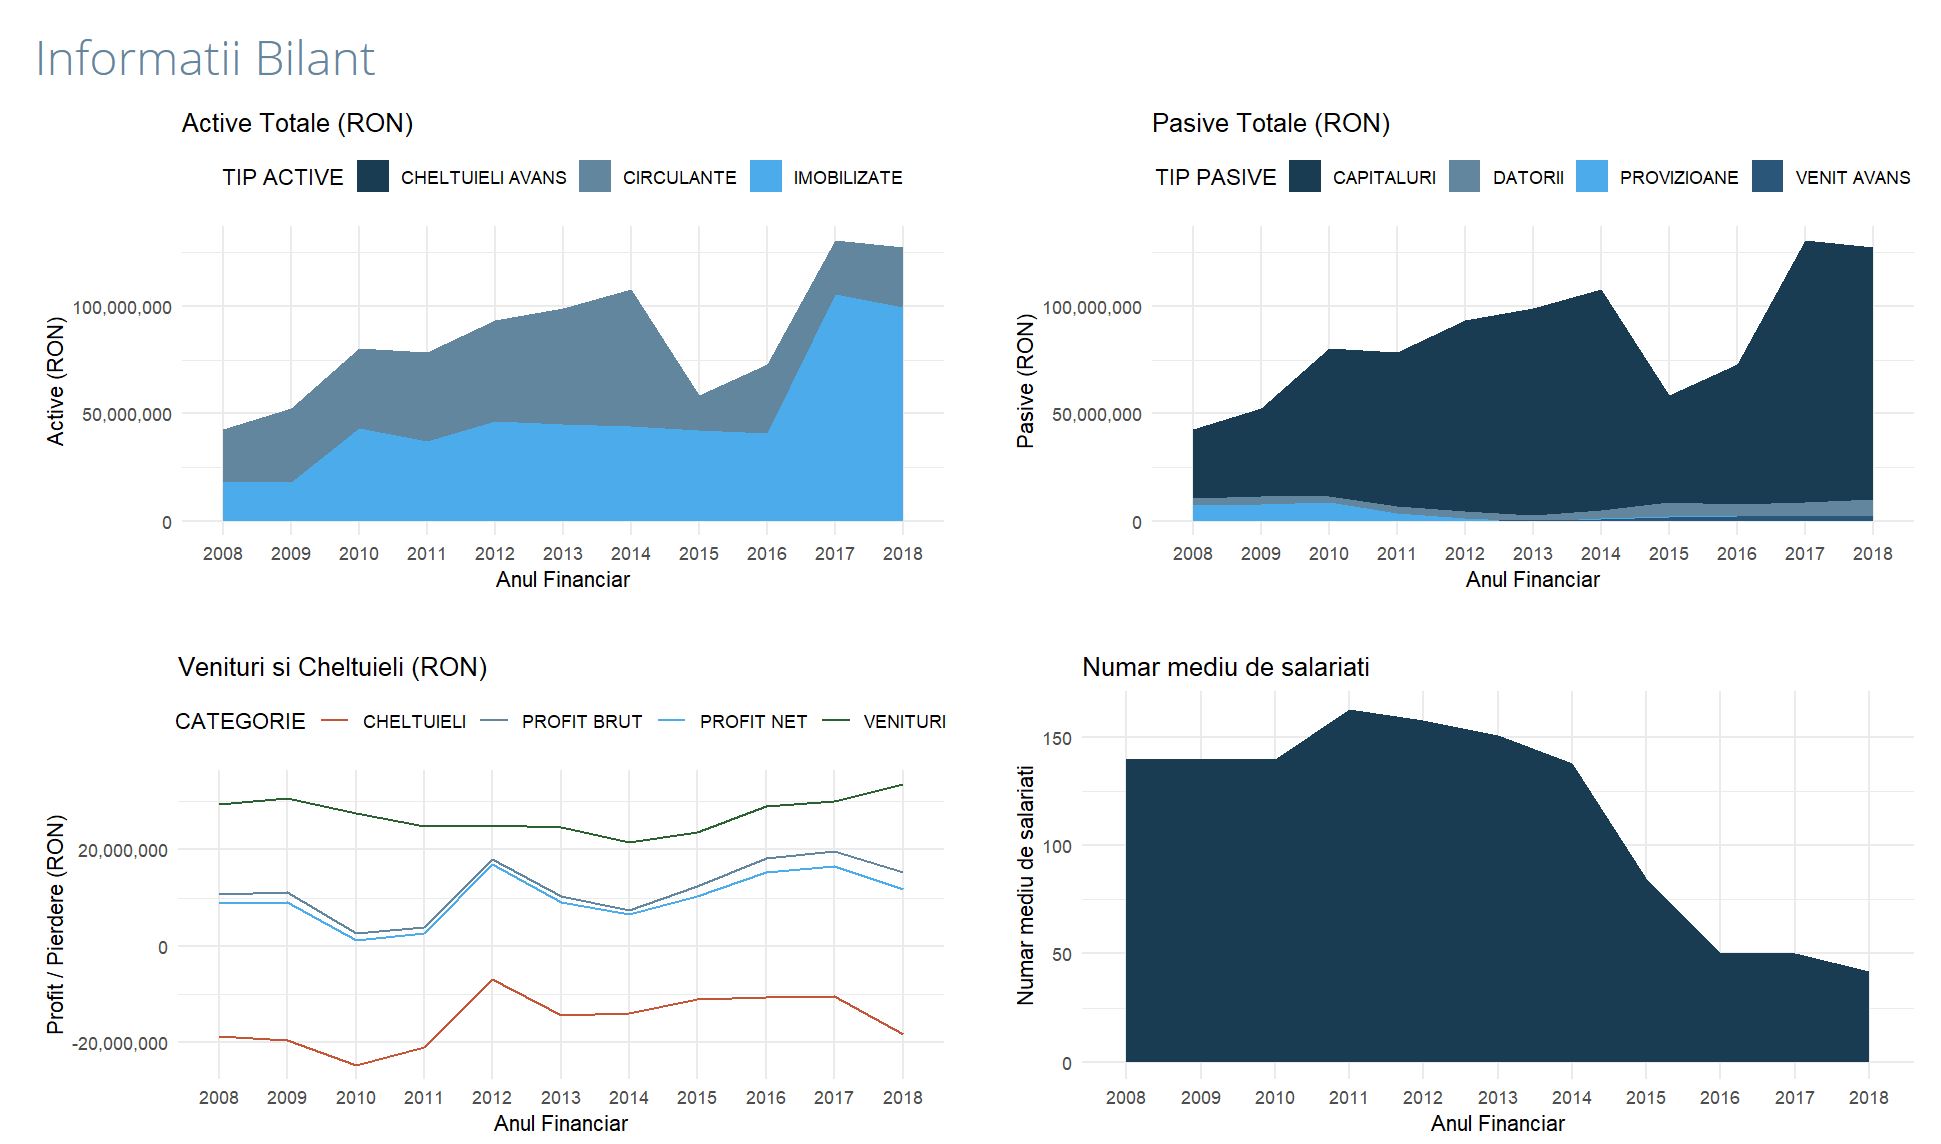 Informatii Bilant
Active Totale (RON)
TIP ACTIVE CHELTUIELI AVANS CIRCULANTE IMOBILIZATE
Active (RON)
100,000,000
50,000,000
0
2008 2009 2010 2011 2012 2013 2014 2015 2016 2017 2018
Anul Financiar
Pasive Totale (RON)
TIP PASIVE CAPITALURI DATORII PROVIZIOANE VENIT AVANS
Pasive (RON)
100,000,000
50,000,000
0
2008 2009 2010 2011 2012 2013 2014 2015 2016 2017 2018
Anul Financiar
Venituri si Cheltuieli (RON)
CATEGORIE CHELTUIELI PROFIT BRUT PROFIT NET VENITURI
Profit / Pierdere (RON)
20,000,000
0
-20,000,000
2008 2009 2010 2011 2012 2013 2014 2015 2016 2017 2018
Anul Financiar
Numar mediu de salariati
Numar mediu de salariati
150
100
50
0
2008 2009 2010 2011 2012 2013 2014 2015 2016 2017 2018
Anul Financiar